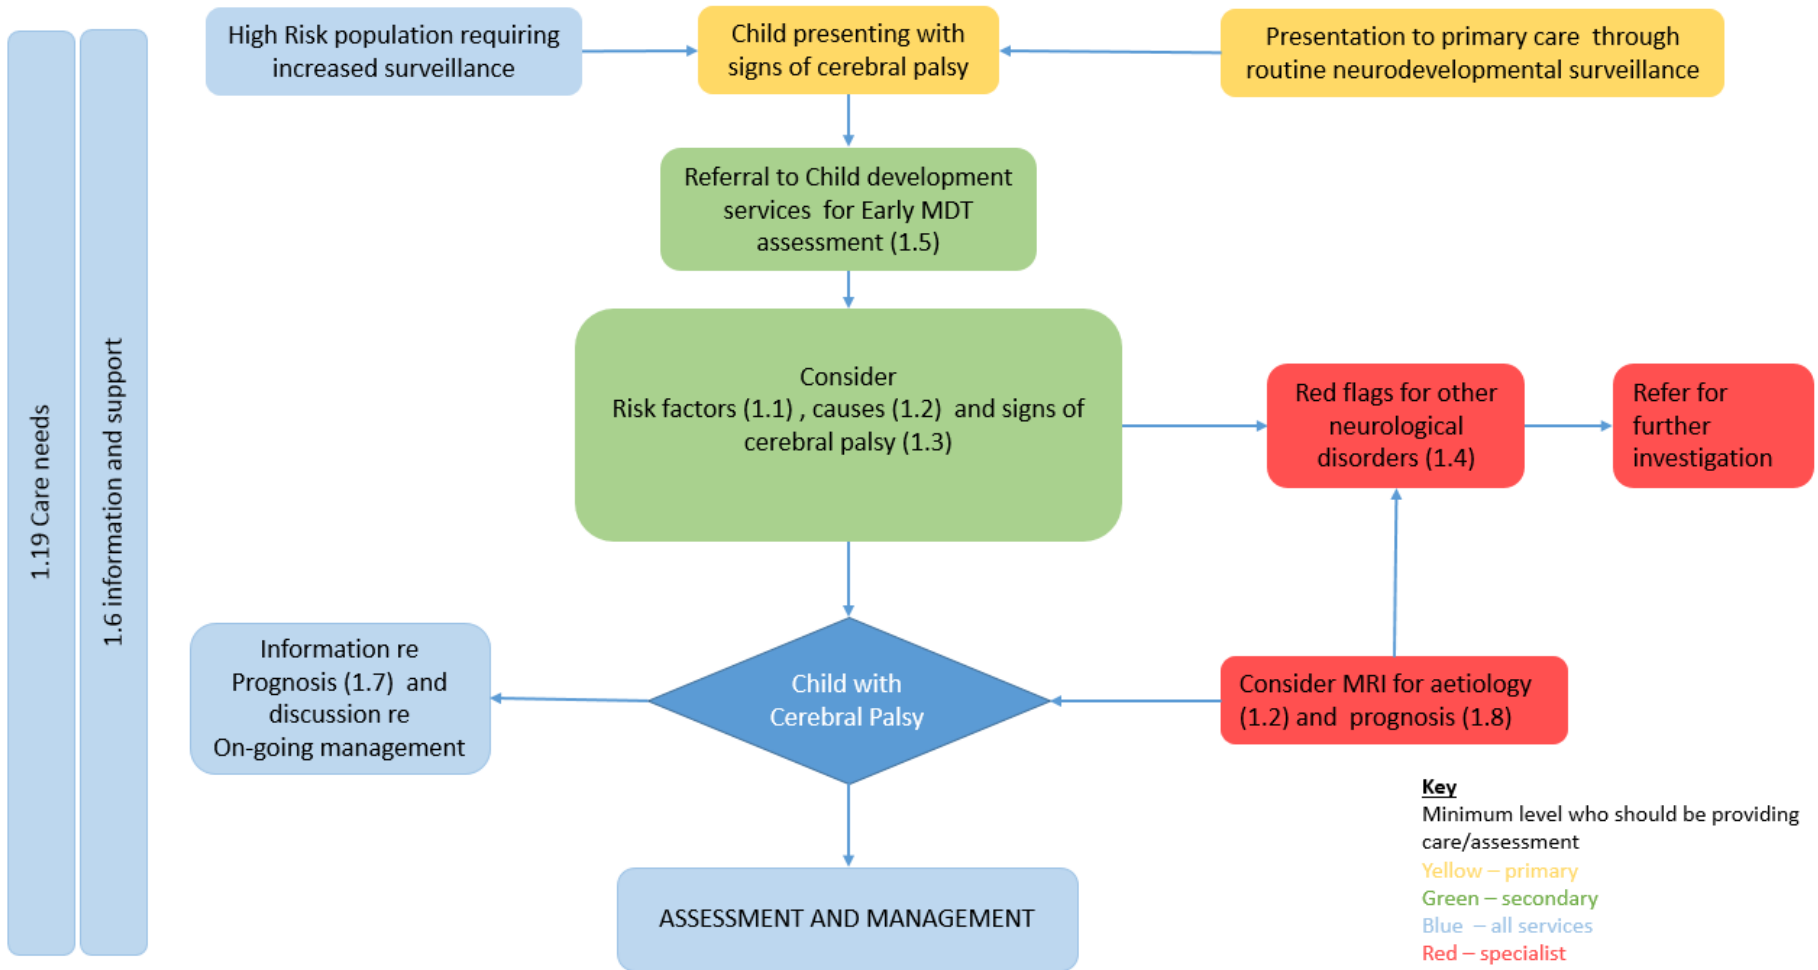 1.19 Care needs
1.6 information and support
High Risk population requiring
increased surveillance
Child presenting with
signs of cerebral palsy
Presentation to primary care through
routine neurodevelopmental surveillance
Referral to Child development
services for Early MDT
assessment (1.5)
Consider
Risk factors (1.1) , causes (1.2) and signs of
cerebral palsy (1.3)
Red flags for other
neurological
disorders (1.4)
Refer for
further
investigation
Information re
Prognosis (1.7) and
discussion re
On-going management
Child with
Cerebral Palsy
Consider MRI for aetiology
(1.2) and prognosis (1.8)
ASSESSMENT AND MANAGEMENT
Key
Minimum level who should be providing
care/assessment
Yellow – primary
Green – secondary
Blue – all services
Red – specialist